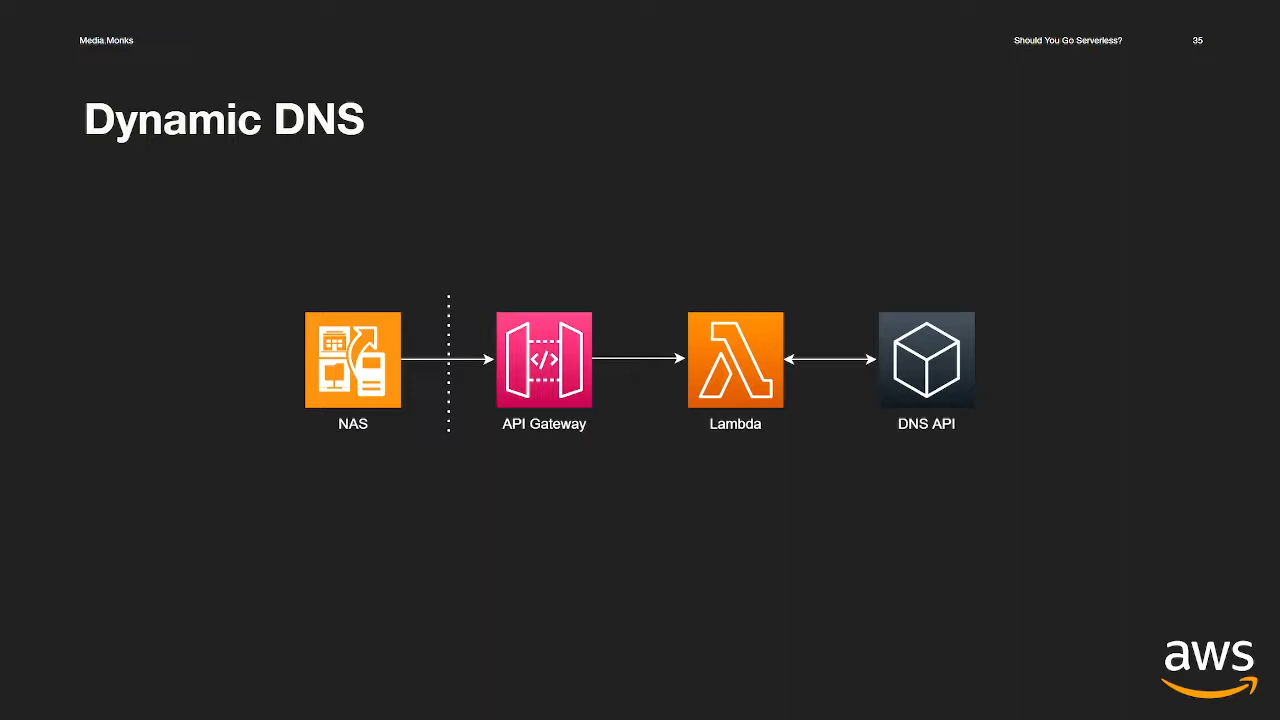 Media.Monks
Should You Go Serverless?
35
Dynamic DNS
</>
NAS
API Gateway
Lambda
DNS API
aws